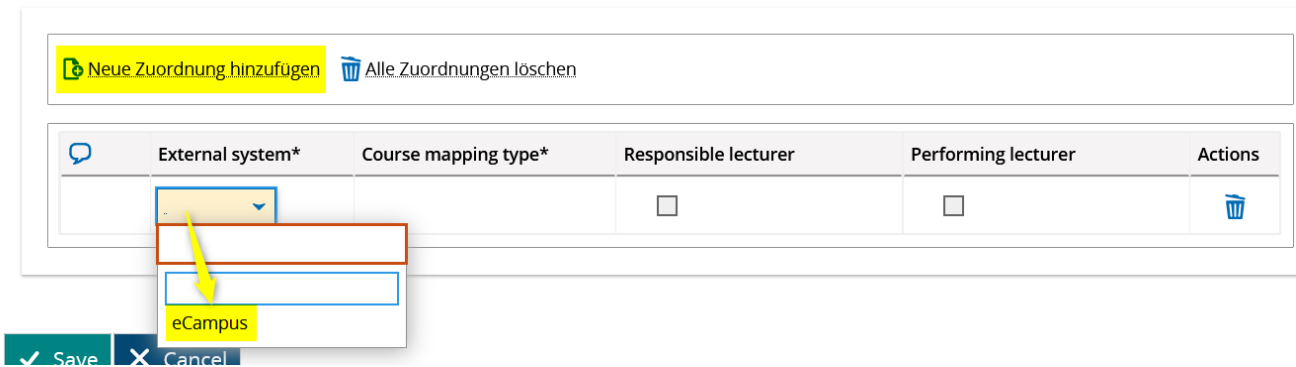 Neue Zuordnung hinzufügen Alle Zuordnungen löschen
External system* Course mapping type* Responsible lecturer Performing lecturer Actions
eCampus
Save Cancel